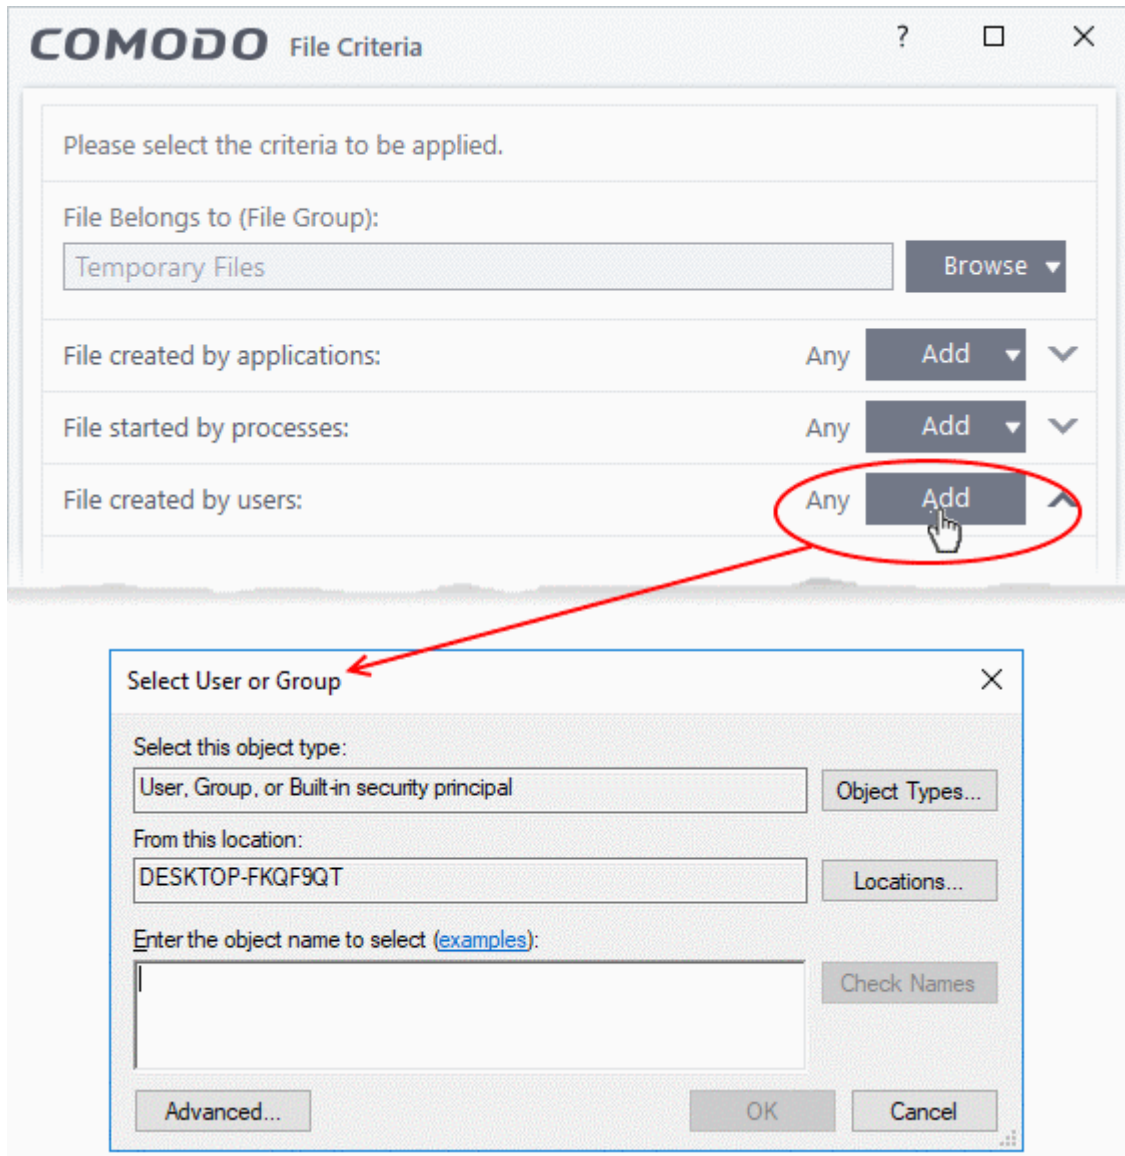 COMODO File Criteria ?
Please select the criteria to be applied.
File Belongs to (File Group):
Temporary Files Browse
File created by applications: Any Add
File started by processes: Any Add
File created by users: Any Add
Select User or Group
Select this object type:
User, Group, or Built-in security principal Object Types...
From this location:
DESKTOP-FKQF9QT Locations...
Enter the object name to select (examples):
Check Names
Advanced... OK Cancel